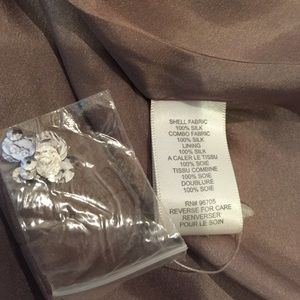 SHELL FABRIC
100% SILK
COMBO FABRIC
100% SILK
LINING
100% SILK
A CALER LE TISSU
100% SOIE
TISSU COMBINE
100% SOIE
DOUBLURE
100% SOIE
RN# 96705
REVERSE FOR CARE
RENVERSER
POUR LE SOIN